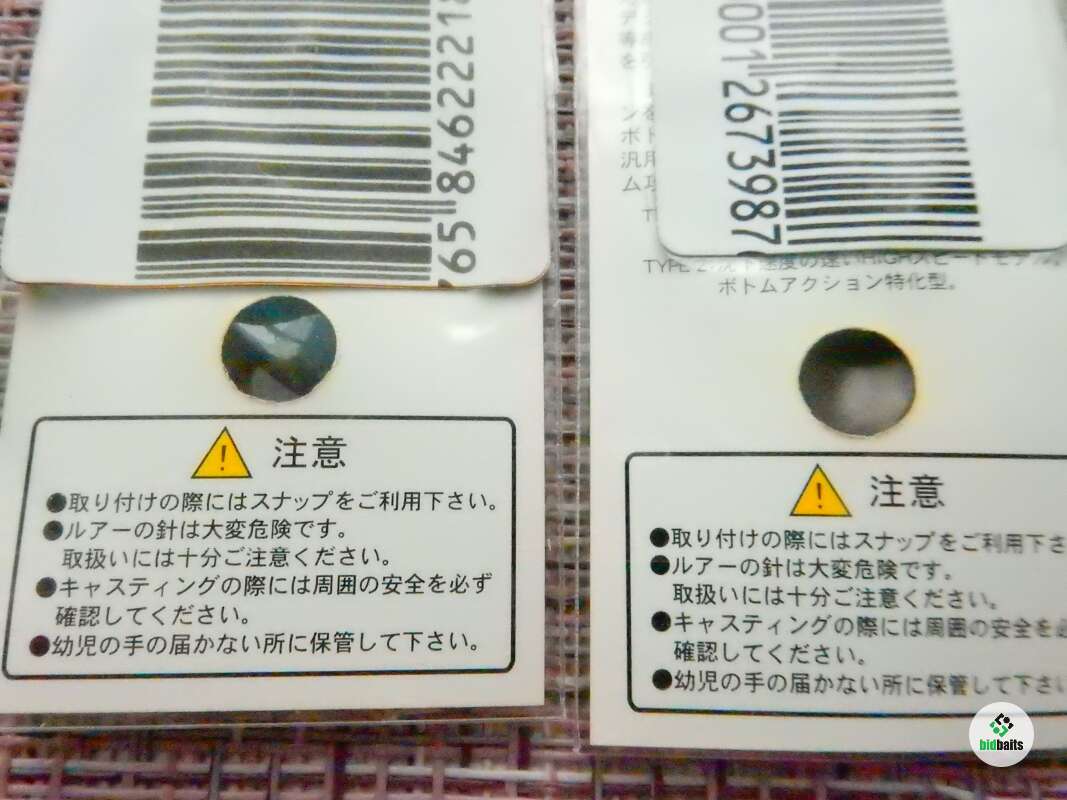 注意
●取り付けの際にはスナップをご利用下さい。
●ルアーの針は大変危険です。
取扱いには十分ご注意ください。
●キャスティングの際には周囲の安全を必ず
確認してください。
●幼児の手の届かない所に保管して下さい。
0012673987
ボ
汎用
ム
TYPE
ボトムアクション特化型。
注意
●取り付けの際にはスナップをご利用下さ
●ルアーの針は大変危険です。
取扱いには十分ご注意ください。
●キャスティングの際には周囲の安全を必
確認してください。
●幼児の手の届かない所に保管して下さい
bidbaits